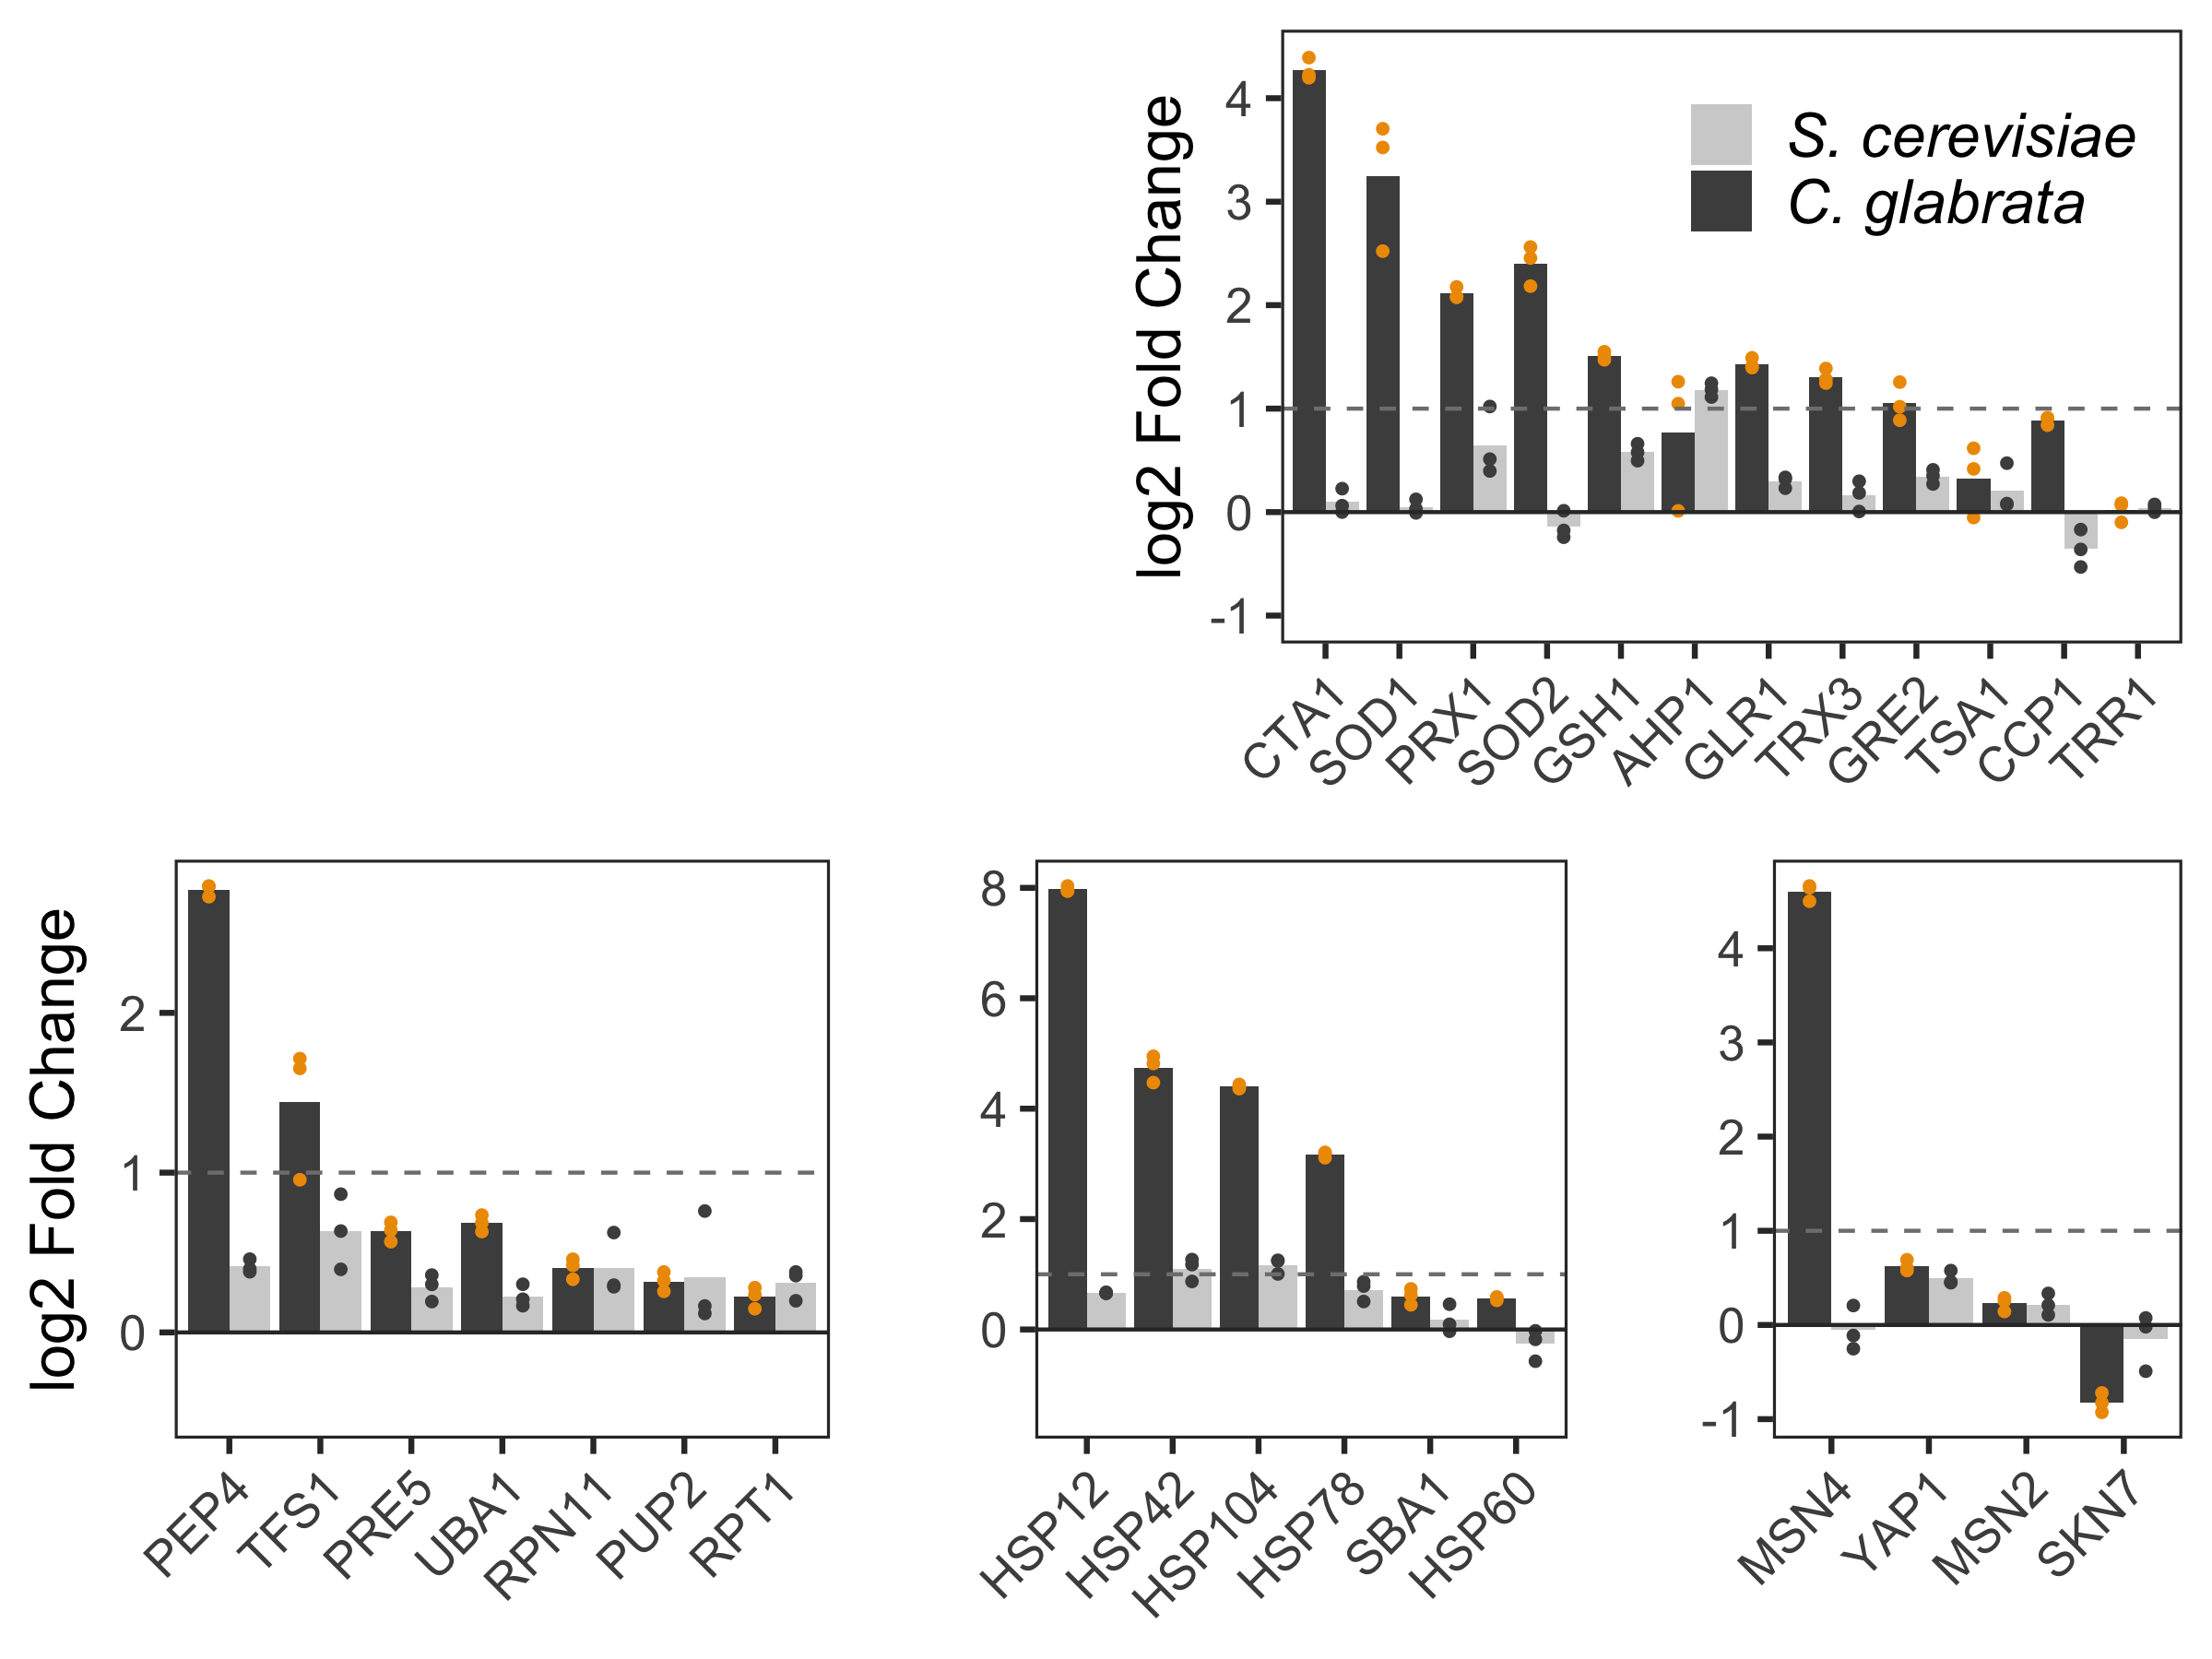 log2 Fold Change
4
3
2
1
0
-1
S. cerevisiae
C. glabrata
CTA1
SOD1
PRX1
SOD2
GSH1
AHP1
GLR1
TRX3
GRE2
TSA1
CCP1
TRR1
log2 Fold Change
2
1
0
PEP4
TFS1
PRE5
UBA1
RPN11
PUP2
RPT1
8
6
4
2
0
HSP12
HSP42
HSP104
HSP78
SBA1
HSP60
4
3
2
1
0
-1
MSN4
YAP1
MSN2
SKN7